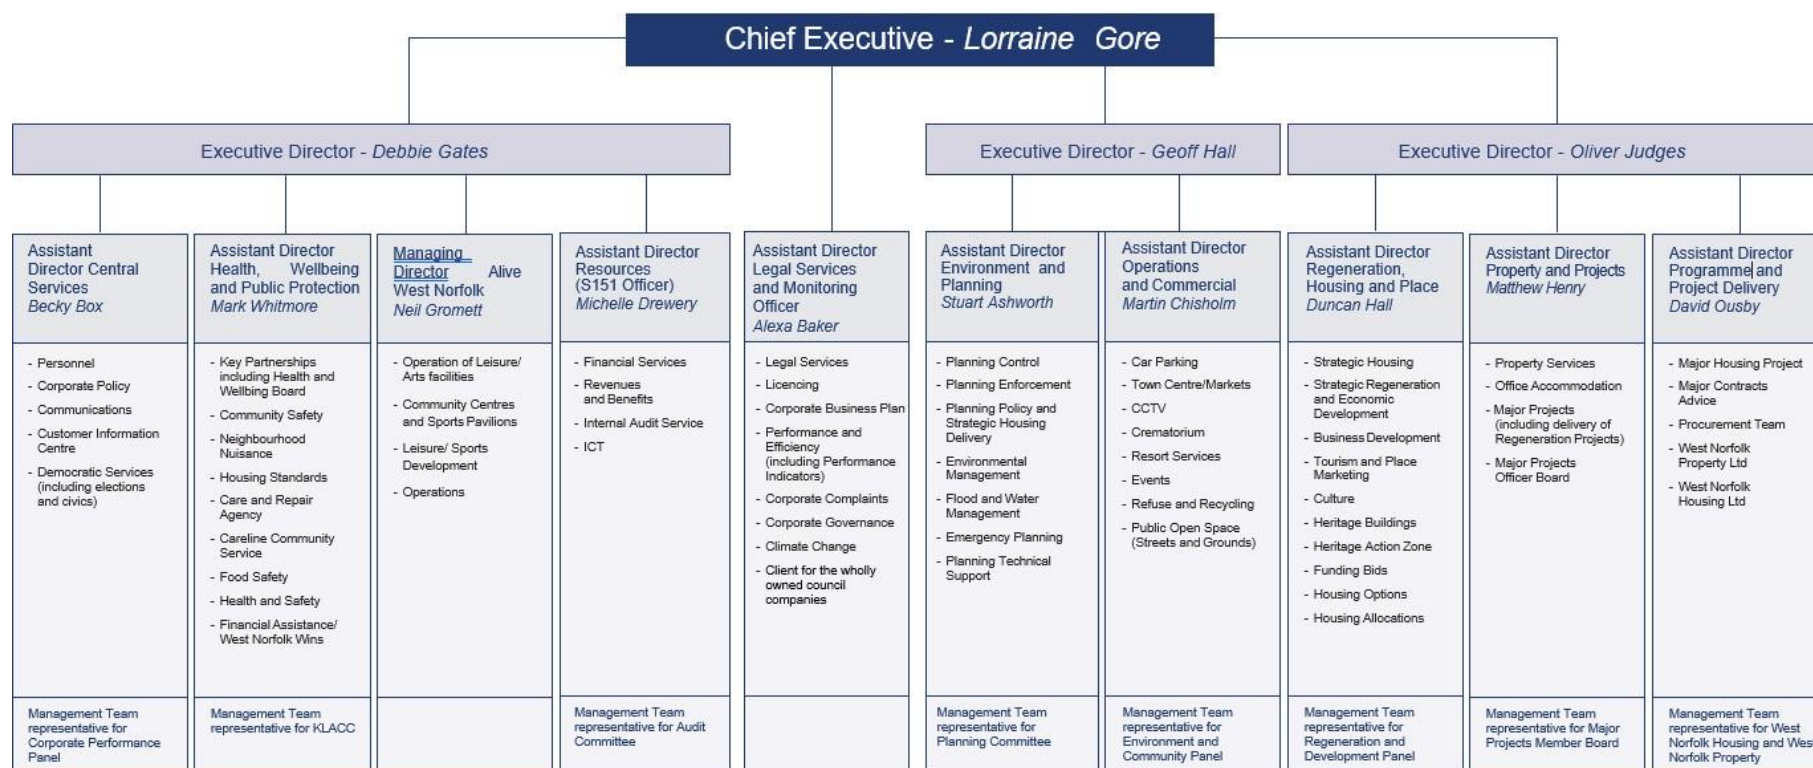 Chief Executive - Lorraine Gore
Executive Director - Debbie Gates
Executive Director - Geoff Hall
Executive Director - Oliver Judges
Assistant
Director Central
Services
Becky Box
- Personnel
- Corporate Policy
- Communications
- Customer Information
Centre
- Democratic Services
(including elections
and civics)
Management Team
representative for
Corporate Performance
Panel
Assistant Director
Health, Wellbeing
and Public Protection
Mark Whitmore
- Key Partnerships
including Health and
Wellbing Board
- Community Safety
- Neighbourhood
Nuisance
- Housing Standards
- Care and Repair
Agency
- Careline Community
Service
- Food Safety
- Health and Safety
- Financial Assistance/
West Norfolk Wins
Management Team
representative for KLACC
Managing
Director Alive
West Norfolk
Neil Gromett
- Operation of Leisure/
Arts facilities
- Community Centres
and Sports Pavilions
- Leisure/ Sports
Development
- Operations
Assistant Director
Resources
(S151 Officer)
Michelle Drewery
- Financial Services
- Revenues
and Benefits
- Internal Audit Service
- ICT
Management Team
representative for Audit
Committee
Assistant Director
Legal Services
and Monitoring
Officer
Alexa Baker
- Legal Services
- Licencing
- Corporate Business Plan
- Performance and
Efficiency
(including Performance
Indicators)
- Corporate Complaints
- Corporate Governance
- Climate Change
- Client for the wholly
owned council
companies
Assistant Director
Environment and
Planning
Stuart Ashworth
- Planning Control
- Planning Enforcement
- Planning Policy and
Strategic Housing
Delivery
- Environmental
Management
- Flood and Water
Management
- Emergency Planning
- Planning Technical
Support
Management Team
representative for
Planning Committee
Assistant Director
Operations
and Commercial
Martin Chisholm
- Car Parking
- Town Centre/Markets
- CCTV
- Crematorium
- Resort Services
- Events
- Refuse and Recycling
- Public Open Space
(Streets and Grounds)
Management Team
representative for
Environment and
Community Panel
Assistant Director
Regeneration,
Housing and Place
Duncan Hall
- Strategic Housing
- Strategic Regeneration
and Economic
Development
- Business Development
- Tourism and Place
Marketing
- Culture
- Heritage Buildings
- Heritage Action Zone
- Funding Bids
- Housing Options
- Housing Allocations
Management Team
representative for
Regeneration and
Development Panel
Assistant Director
Property and Projects
Matthew Henry
- Property Services
- Office Accommodation
- Major Projects
(including delivery of
Regeneration Projects)
- Major Projects
Officer Board
Management Team
representative for Major
Projects Member Board
Assistant Director
Programme and
Project Delivery
David Ousby
- Major Housing Project
- Major Contracts
Advice
- Procurement Team
- West Norfolk
Property Ltd
- West Norfolk
Housing Ltd
Management Team
representative for West
Norfolk Housing and West
Norfolk Property